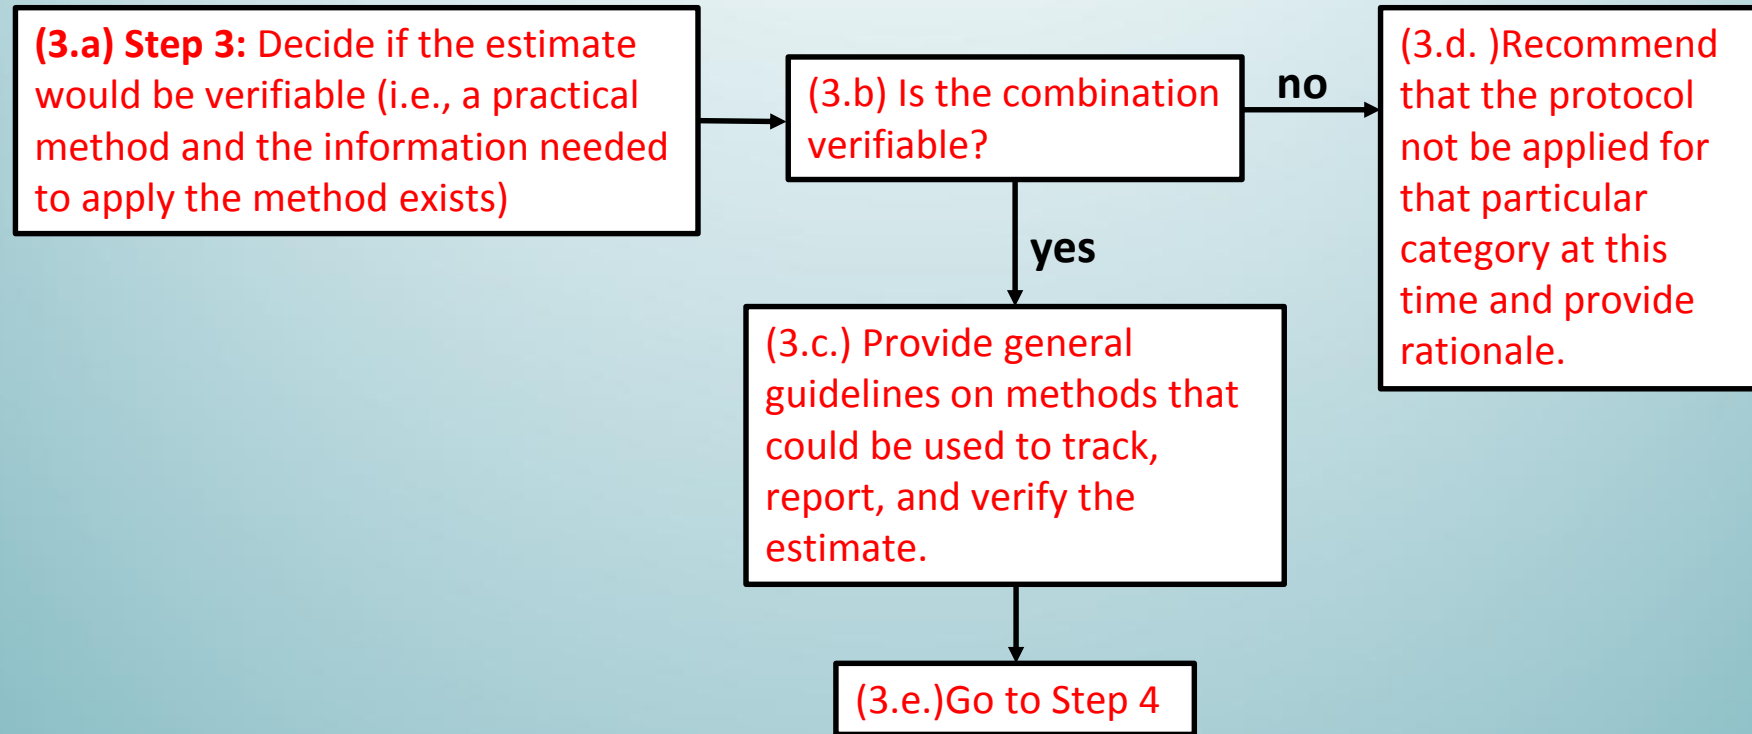 (3.a) Step 3: Decide if the estimate
would be verifiable (i.e., a practical
method and the information needed
to apply the method exists)
(3.b) Is the combination
verifiable?
no
(3.d. )Recommend
that the protocol
not be applied for
that particular
category at this
time and provide
rationale.
yes
(3.c.) Provide general
guidelines on methods that
could be used to track,
report, and verify the
estimate.
(3.e.)Go to Step 4